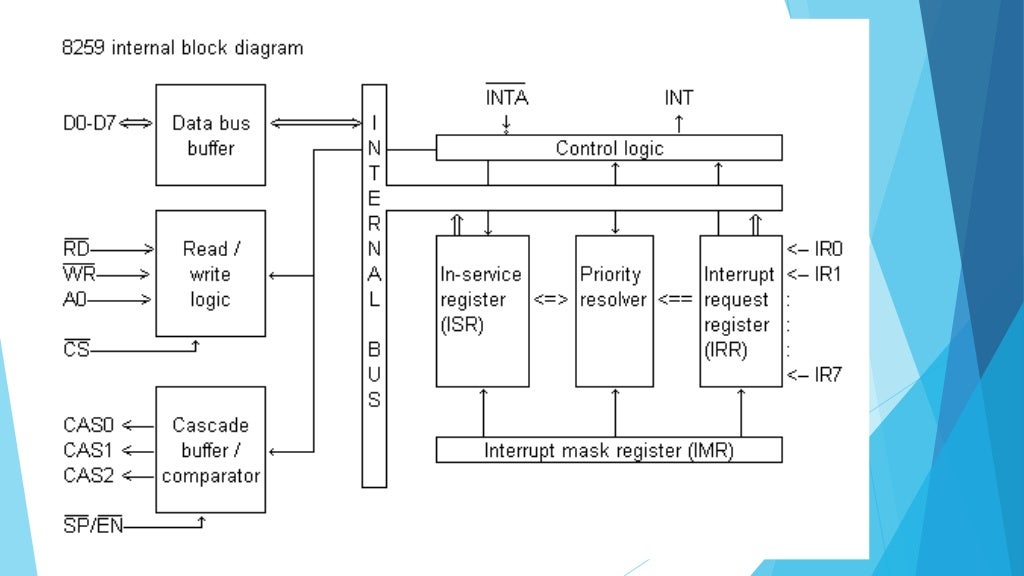 8259 internal block diagram
D0-D7
Data bus
buffer
RD
WR
A0
CS
Read /
write
logic
CAS0
CAS1
CAS2
SP/EN
Cascade
buffer /
comparator
I
N
T
E
R
N
A
L
B
U
S
INTA
INT
Control logic
In-service
register
(ISR)
<=>
Priority
resolver
<==
Interrupt
request
register
(IRR)
<– IR0
<– IR1
:
:
:
<– IR7
Interrupt mask register (IMR)